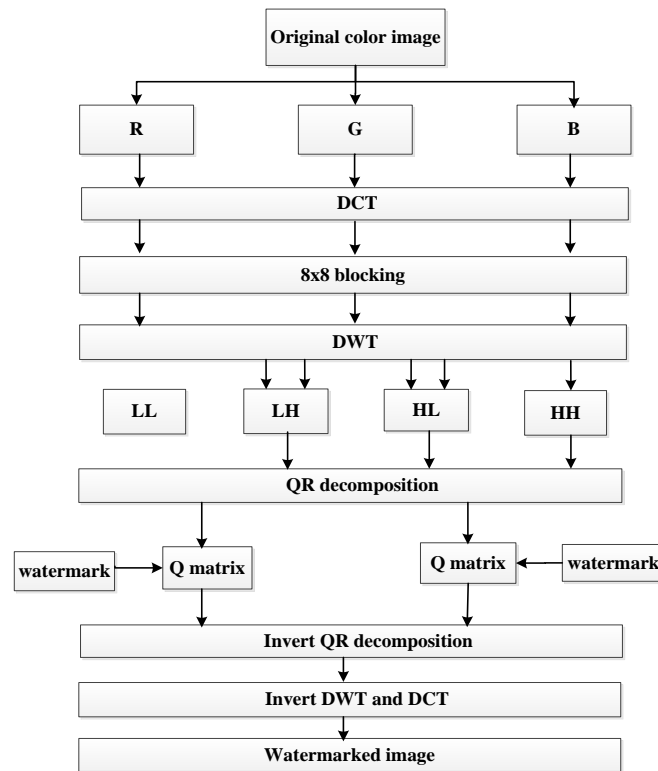 Original color image
R
G
B
DCT
8x8 blocking
DWT
LL
LH
HL
HH
QR decomposition
watermark
Q matrix
Q matrix
watermark
Invert QR decomposition
Invert DWT and DCT
Watermarked image